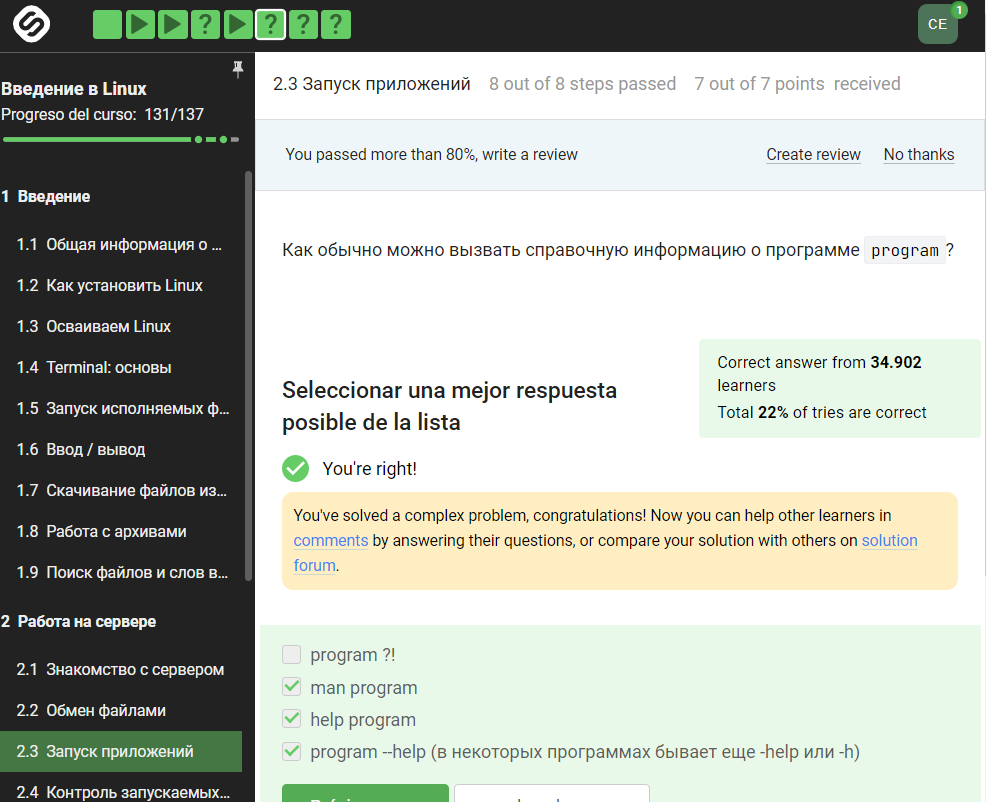 ? ? ? ?
CE 1
Введение в Linux
Progreso del curso: 131/137
1 Введение
1.1 Общая информация о ...
1.2 Как установить Linux
1.3 Осваиваем Linux
1.4 Terminal: основы
1.5 Запуск исполняемых ф...
1.6 Ввод / вывод
1.7 Скачивание файлов из...
1.8 Работа с архивами
1.9 Поиск файлов и слов в...
2 Работа на сервере
2.1 Знакомство с сервером
2.2 Обмен файлами
2.3 Запуск приложений
2.4 Контроль запускаемых...
2.3 Запуск приложений 8 out of 8 steps passed 7 out of 7 points received
You passed more than 80%, write a review Create review No thanks
Как обычно можно вызвать справочную информацию о программе program?
Correct answer from 34.902
learners
Total 22% of tries are correct
Seleccionar una mejor respuesta
posible de la lista
You're right!
You've solved a complex problem, congratulations! Now you can help other learners in
comments by answering their questions, or compare your solution with others on solution
forum.
program ?!
man program
help program
program --help (в некоторых программах бывает еще -help или -h)